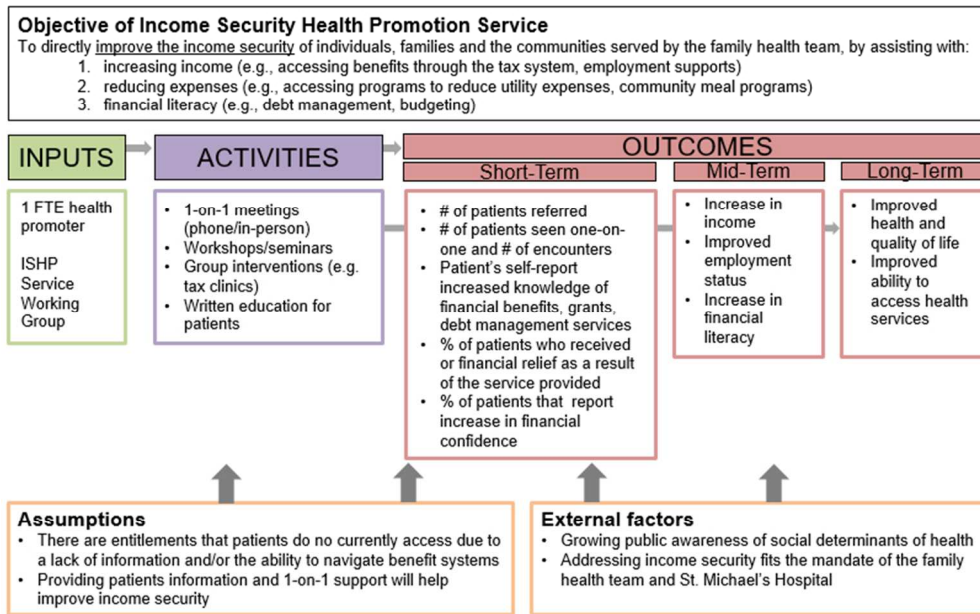 Objective of Income Security Health Promotion Service
To directly improve the income security of individuals, families and the communities served by the family health team, by assisting with:
1. increasing income (e.g., accessing benefits through the tax system, employment supports)
2. reducing expenses (e.g., accessing programs to reduce utility expenses, community meal programs)
3. financial literacy (e.g., debt management, budgeting)
INPUTS
1 FTE health
promoter
ISHP
Service
Working
Group
ACTIVITIES
• 1-on-1 meetings
(phone/in-person)
• Workshops/seminars
• Group interventions (e.g.
tax clinics)
• Written education for
patients
OUTCOMES
Short-Term
• # of patients referred
• # of patients seen one-on-
one and # of encounters
• Patient's self-report
increased knowledge of
financial benefits, grants,
debt management services
• % of patients who received
or financial relief as a result
of the service provided
• % of patients that report
increase in financial
confidence
Mid-Term
• Increase in
income
• Improved
employment
status
• Increase in
financial
literacy
Long-Term
• Improved
health and
quality of life
• Improved
ability to
access health
services
Assumptions
• There are entitlements that patients do no currently access due to
a lack of information and/or the ability to navigate benefit systems
• Providing patients information and 1-on-1 support will help
improve income security
External factors
• Growing public awareness of social determinants of health
• Addressing income security fits the mandate of the family
health team and St. Michael's Hospital